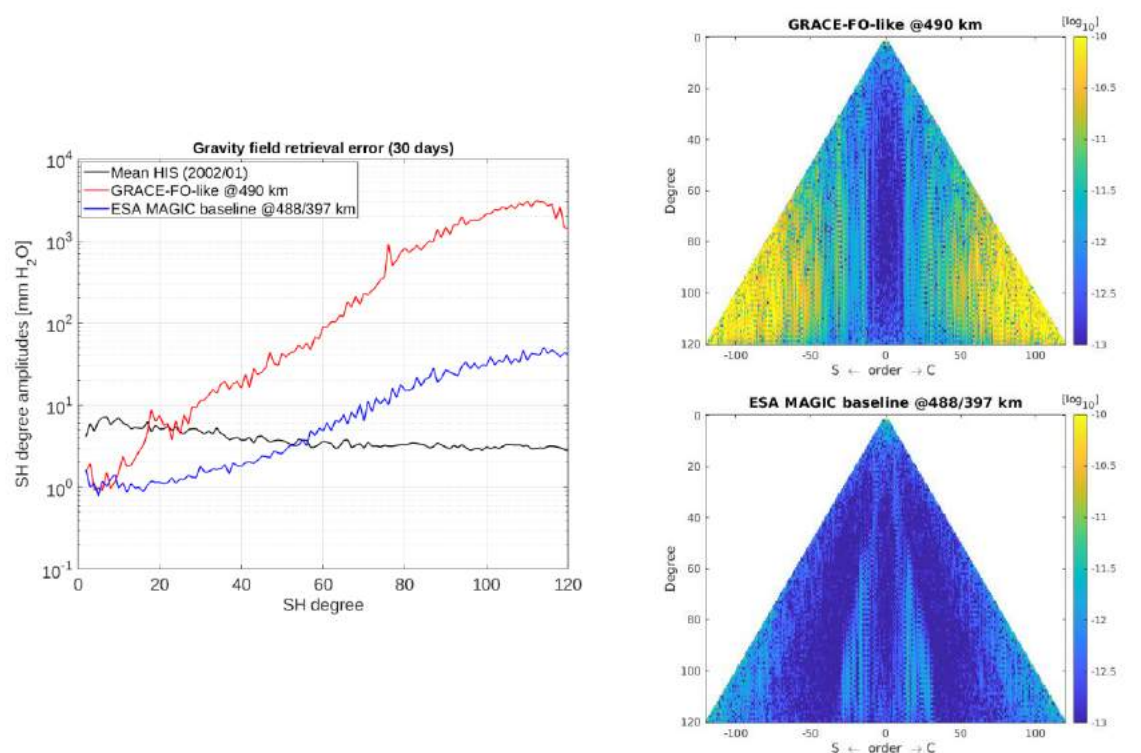 Gravity field retrieval error (30 days)
10^4
10^3
10^2
10^1
10^0
10^-1
SH degree amplitudes [mm H_2O]
Mean HIS (2002/01)
GRACE-FO-like @490 km
ESA MAGIC baseline @488/397 km
0 20 40 60 80 100 120
SH degree
GRACE-FO-like @490 km
[log_10]
0
20
40
60
80
100
120
Degree
-100 -50 0 50 100
S ← order → C
-10
-10.5
-11
-11.5
-12
-12.5
-13
ESA MAGIC baseline @488/397 km
[log_10]
0
20
40
60
80
100
120
Degree
-100 -50 0 50 100
S ← order → C
-10
-10.5
-11
-11.5
-12
-12.5
-13